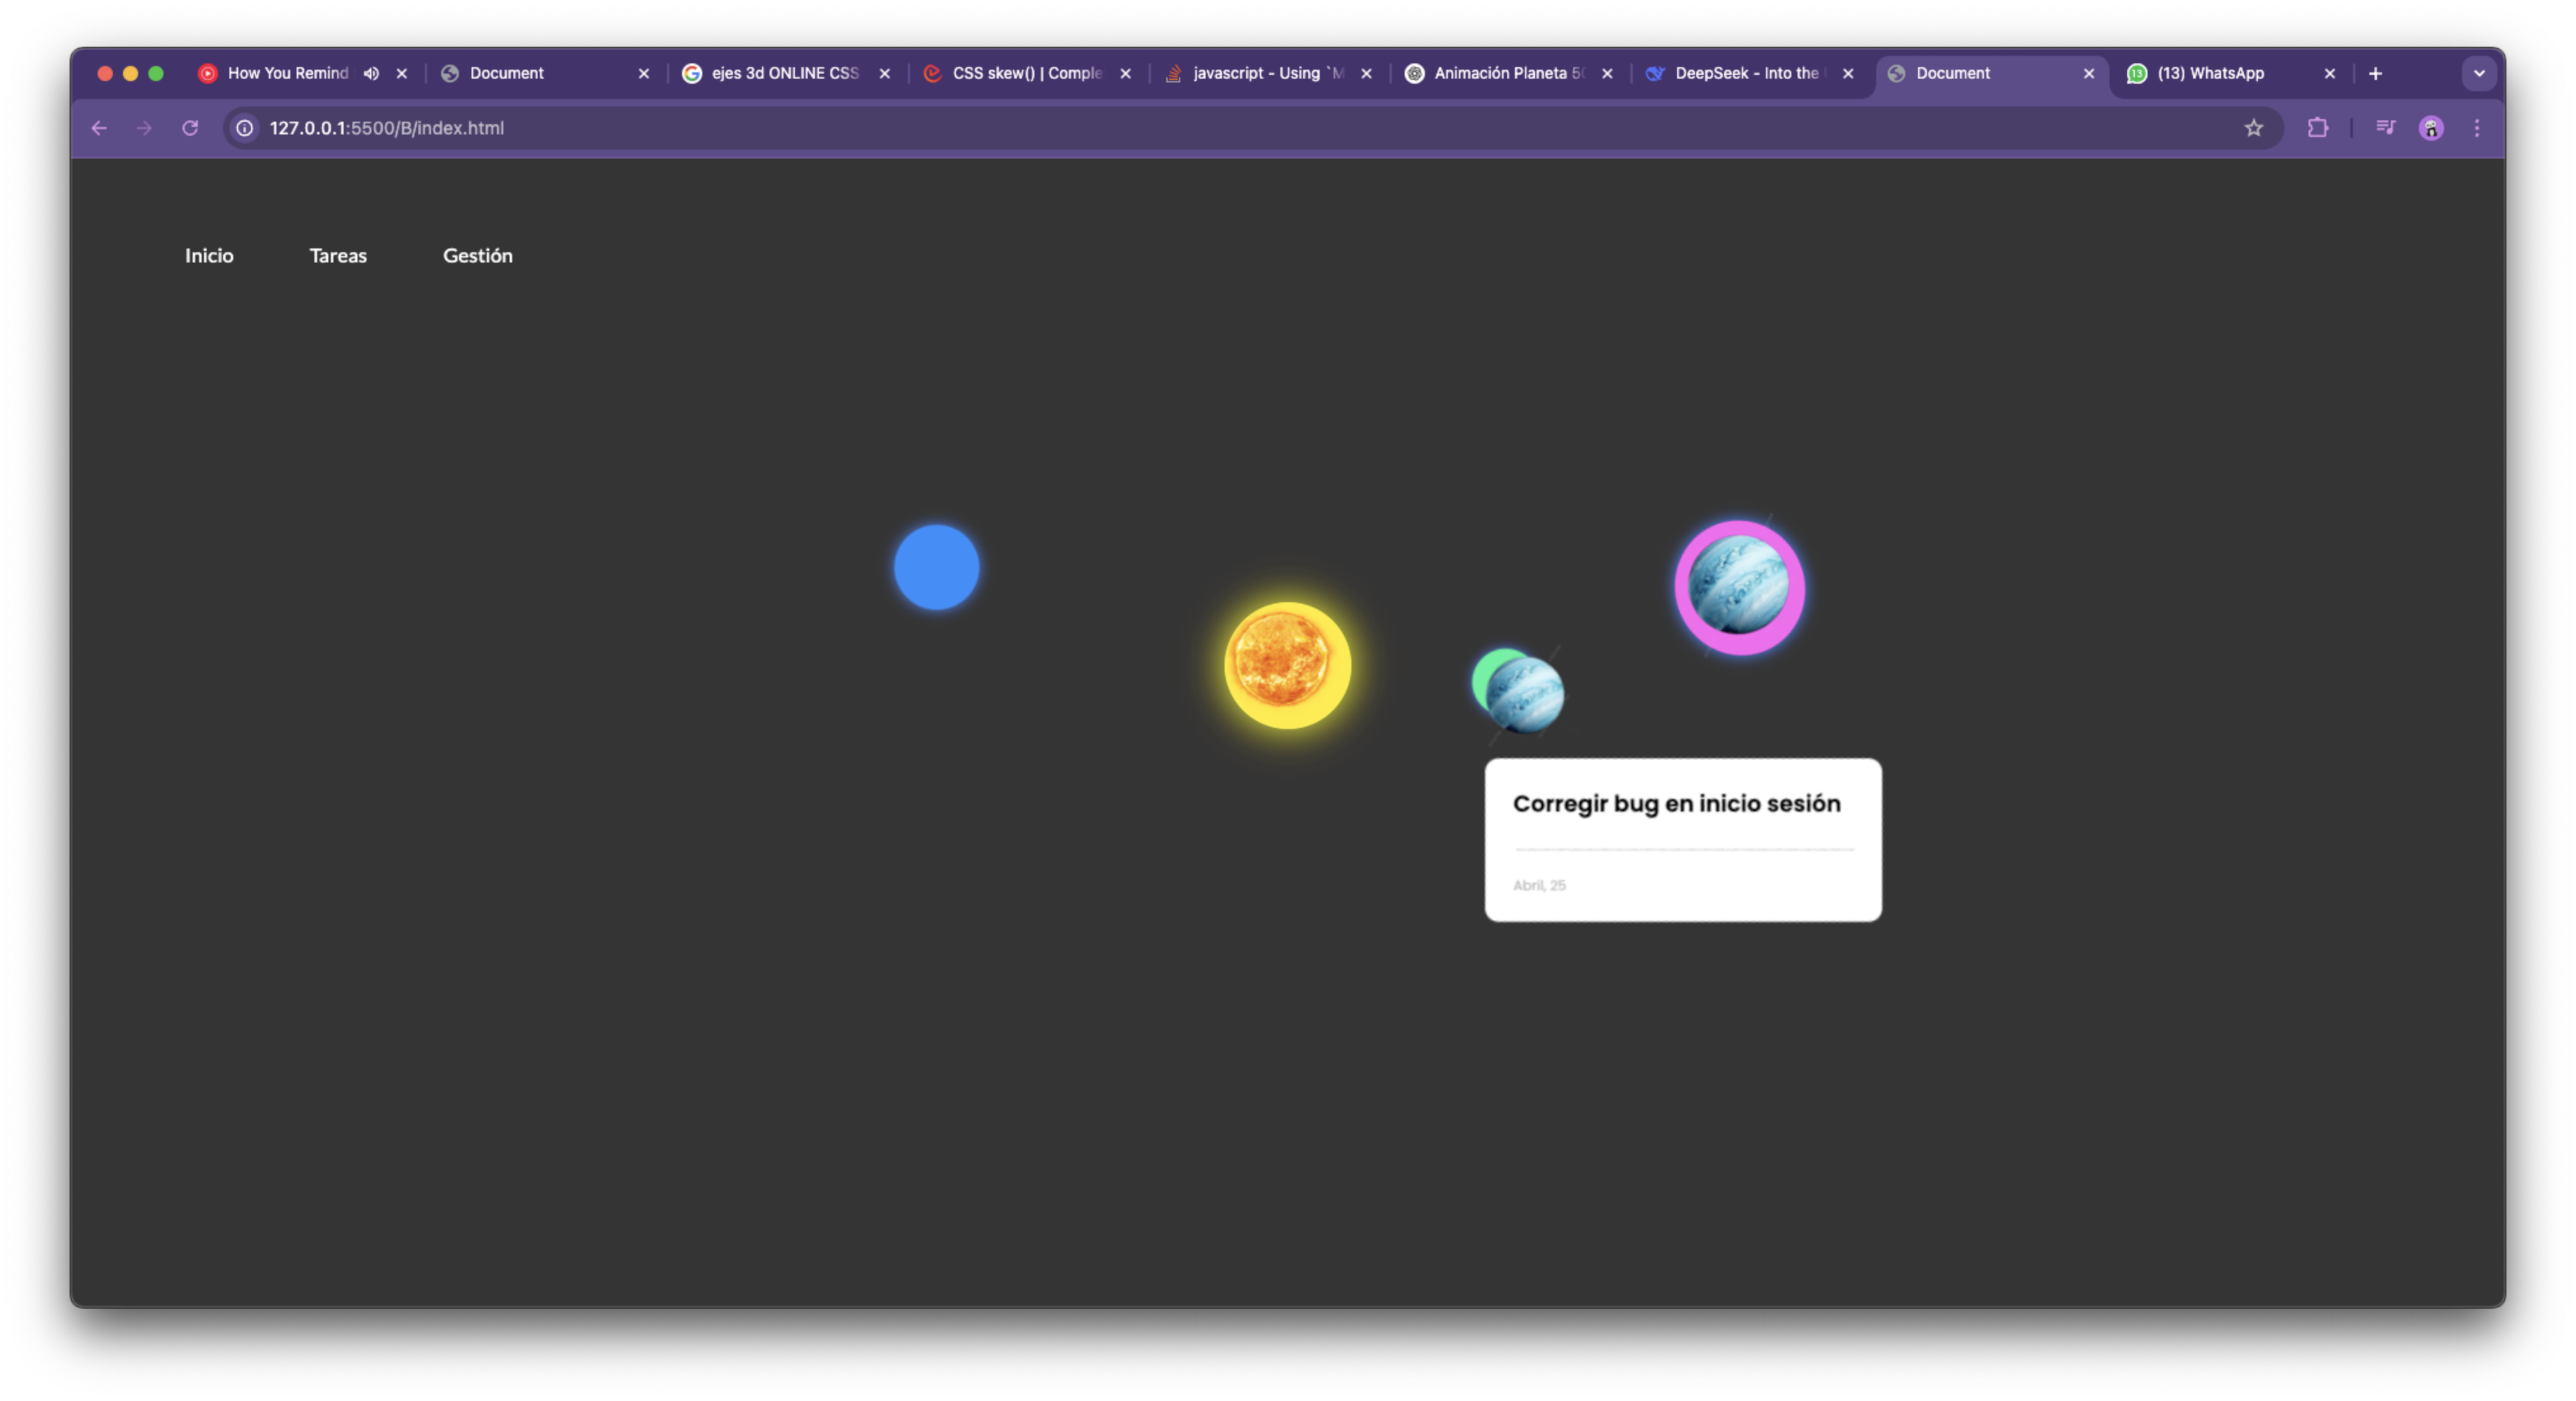 How You Remind
Document
ejes 3d ONLINE CSS
CSS skew() | Comple
javascript - Using `M
Animación Planeta 50
DeepSeek - Into the
Document
13
(13) WhatsApp
127.0.0.1:5500/B/index.html
Inicio
Tareas
Gestión
Corregir bug en inicio sesión
Abril, 25